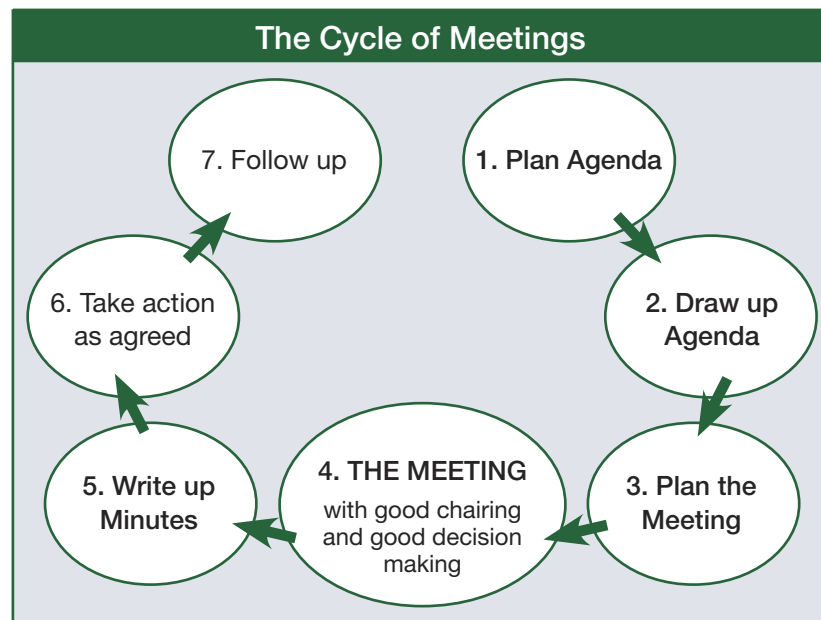 The Cycle of Meetings
1. Plan Agenda
2. Draw up
Agenda
3. Plan the
Meeting
4. THE MEETING
with good chairing
and good decision
making
5. Write up
Minutes
6. Take action
as agreed
7. Follow up